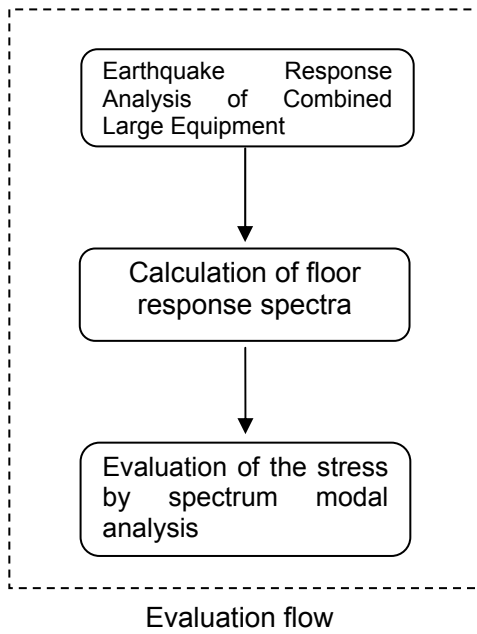 Earthquake Response
Analysis of Combined
Large Equipment
Calculation of floor
response spectra
Evaluation of the stress
by spectrum modal
analysis
Evaluation flow